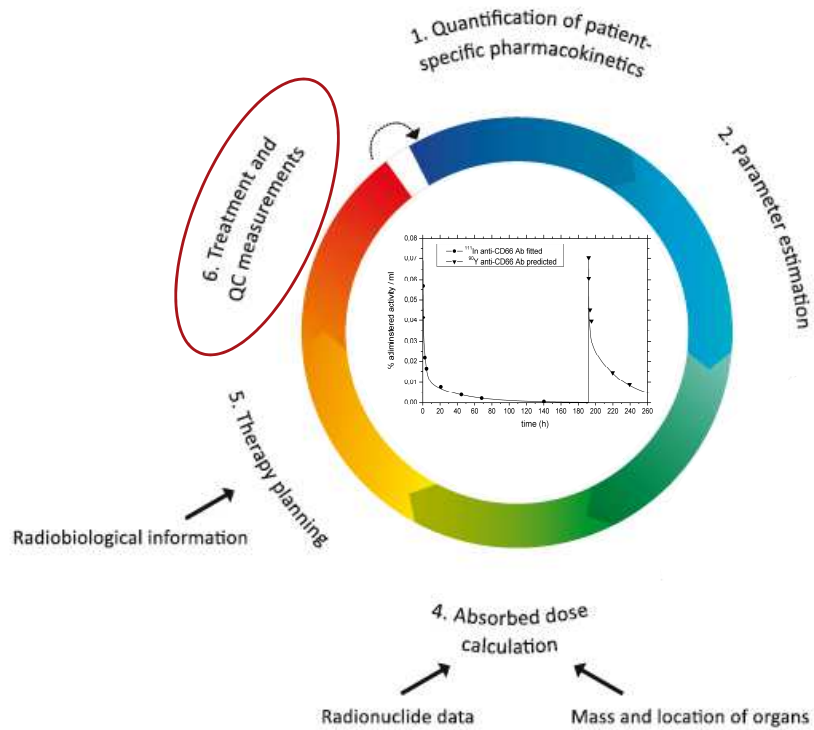 1. Quantification of patient-
specific pharmacokinetics
2. Parameter estimation
4. Absorbed dose
calculation
Radionuclide data
Mass and location of organs
5. Therapy planning
Radiobiological information
6. Treatment and
QC measurements
111In anti-CD66 Ab fitted
90Y anti-CD66 Ab predicted
% administered activity / ml
0,08
0,07
0,06
0,05
0,04
0,03
0,02
0,01
0,00
0 20 40 60 80 100 120 140 160 180 200 220 240 260
time (h)